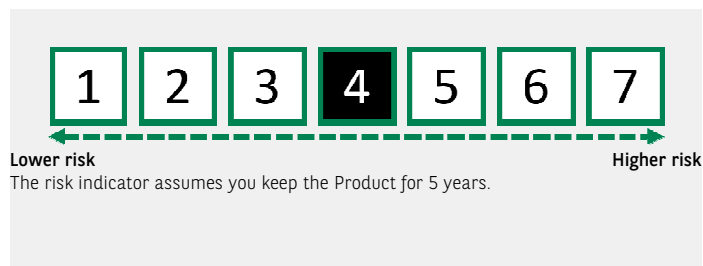 1 2 3 4 5 6 7
Lower risk Higher risk
The risk indicator assumes you keep the Product for 5 years.